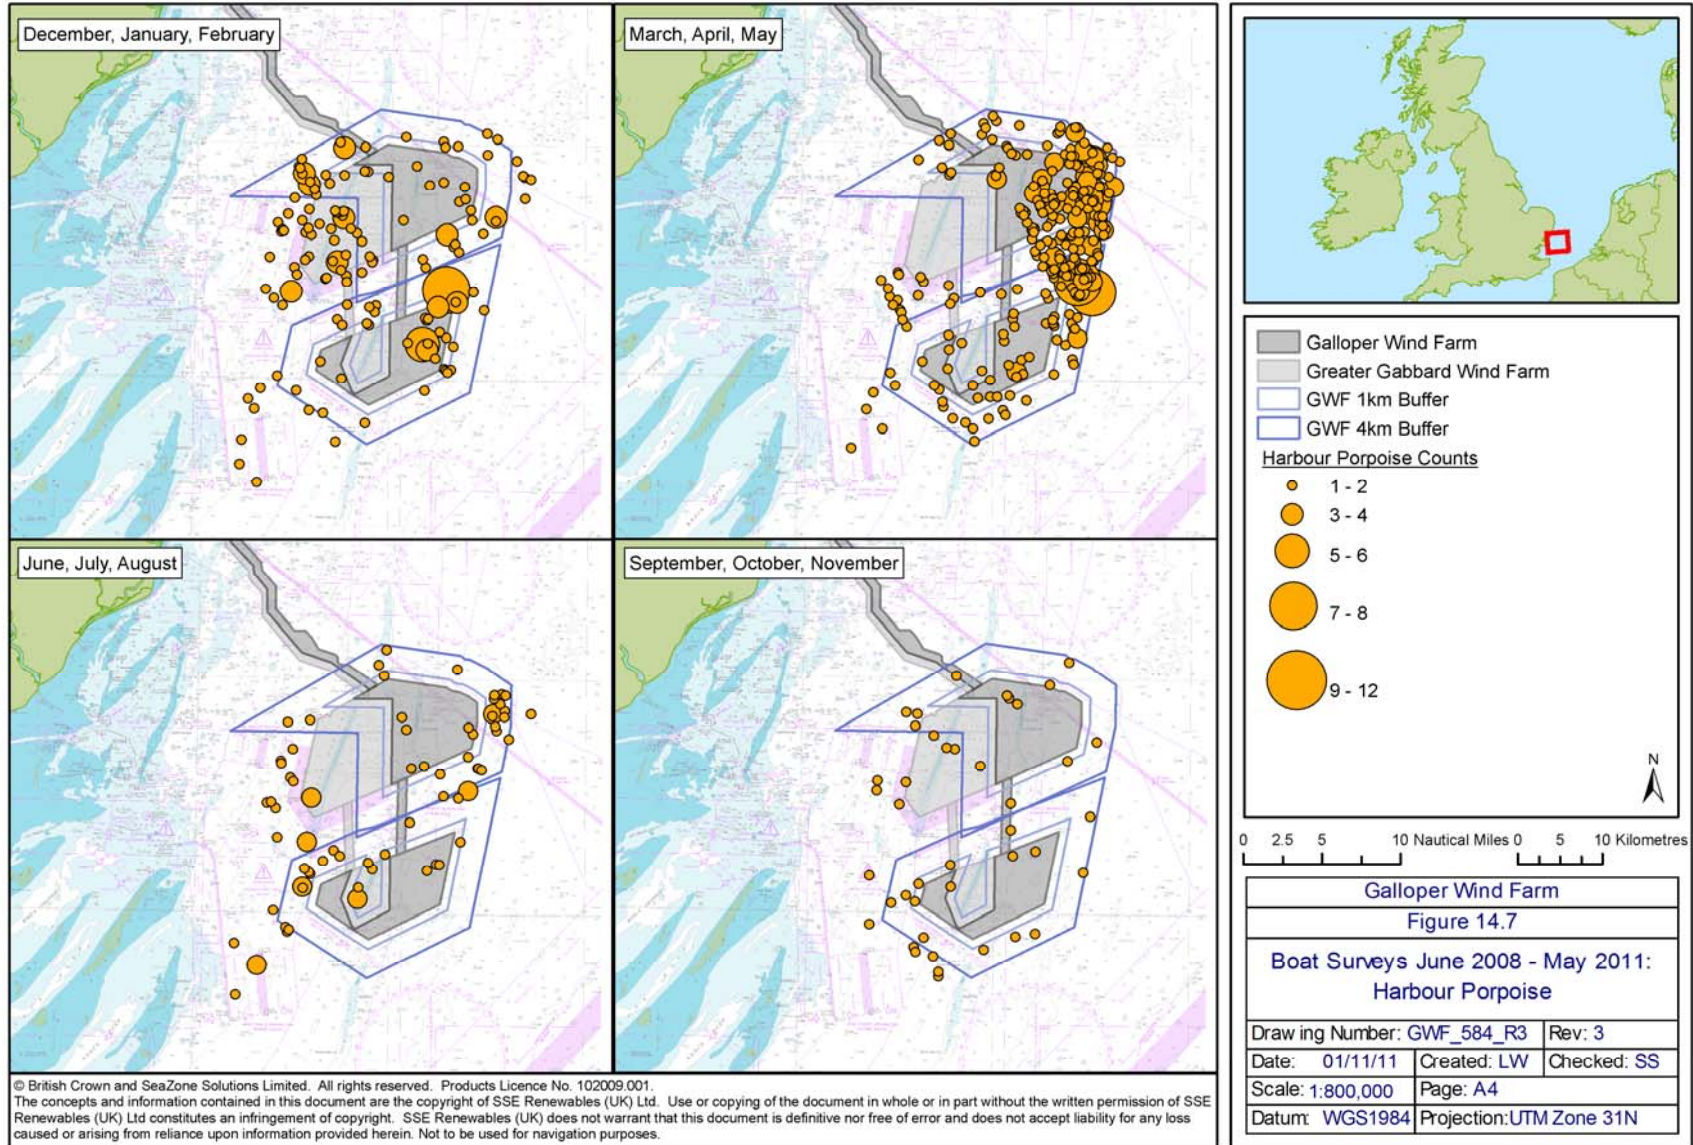 December, January, February
March, April, May
June, July, August
September, October, November
Galloper Wind Farm
Greater Gabbard Wind Farm
GWF 1km Buffer
GWF 4km Buffer
Harbour Porpoise Counts
1 - 2
3 - 4
5 - 6
7 - 8
9 - 12
N
0 2.5 5 10 Nautical Miles 0 5 10 Kilometres
Galloper Wind Farm
Figure 14.7
Boat Surveys June 2008 - May 2011:
Harbour Porpoise
Drawing Number: GWF_584_R3 Rev: 3
Date: 01/11/11 Created: LW Checked: SS
Scale: 1:800,000 Page: A4
Datum: WGS1984 Projection:UTM Zone 31N
© British Crown and SeaZone Solutions Limited. All rights reserved. Products Licence No. 102009.001.
The concepts and information contained in this document are the copyright of SSE Renewables (UK) Ltd. Use or copying of the document in whole or in part without the written permission of SSE
Renewables (UK) Ltd constitutes an infringement of copyright. SSE Renewables (UK) does not warrant that this document is definitive nor free of error and does not accept liability for any loss
caused or arising from reliance upon information provided herein. Not to be used for navigation purposes.